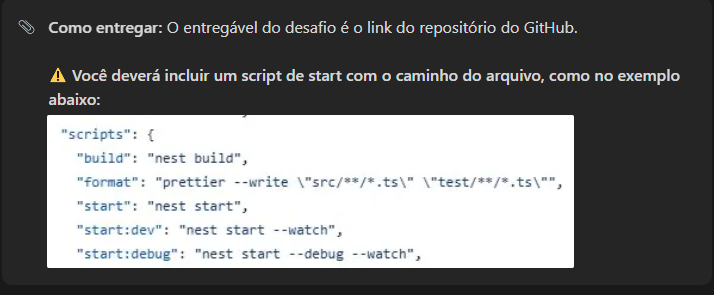 Como entregar: O entregável do desafio é o link do repositório do GitHub.
Você deverá incluir um script de start com o caminho do arquivo, como no exemplo
abaixo:
"scripts": {
"build": "nest build",
"format": "prettier --write \"src/**/*.ts\" \"test/**/*.ts\"",
"start": "nest start",
"start:dev": "nest start --watch",
"start:debug": "nest start --debug --watch",